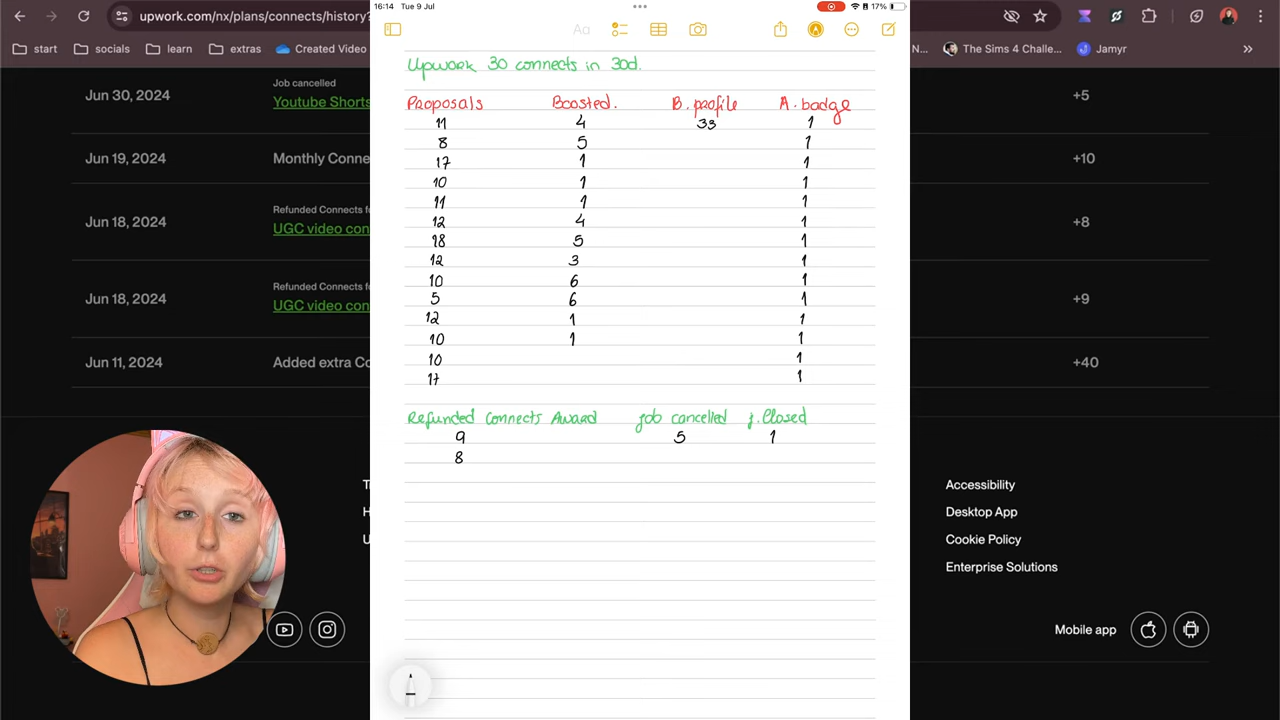 16:14 Tue 9 Jul 17%
upwork.com/nx/plans/connects/history?
start socials learn extras Created Video N... The Sims 4 Challe... Jamyr
Aa
Upwork 30 connects in 30d.
Proposals Boosted. B. profile A. badge
11 4 33 1
8 5 1
17 1 1
10 1 1
11 1 1
12 4 1
18 5 1
12 3 1
10 6 1
5 6 1
12 1 1
10 1 1
10 1
17 1
Refunded Connects Award job cancelled j. Closed
9 5 1
8
Job cancelled
Jun 30, 2024 Youtube Shorts +5
Jun 19, 2024 Monthly Conne +10
Refunded Connects fo
Jun 18, 2024 UGC video con +8
Refunded Connects fo
Jun 18, 2024 UGC video con +9
Jun 11, 2024 Added extra Co +40
Accessibility
Desktop App
Cookie Policy
Enterprise Solutions
Mobile app